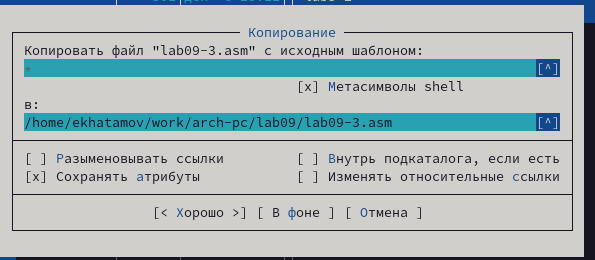 Копирование
Копировать файл "lab09-3.asm" с исходным шаблоном:
* [^]
[x] Метасимволы shell
в:
/home/ekhatamov/work/arch-pc/lab09/lab09-3.asm [^]
[ ] Разыменовывать ссылки [ ] Внутрь подкаталога, если есть
[x] Сохранять атрибуты [ ] Изменять относительные ссылки
[< Хорошо >] [ В фоне ] [ Отмена ]